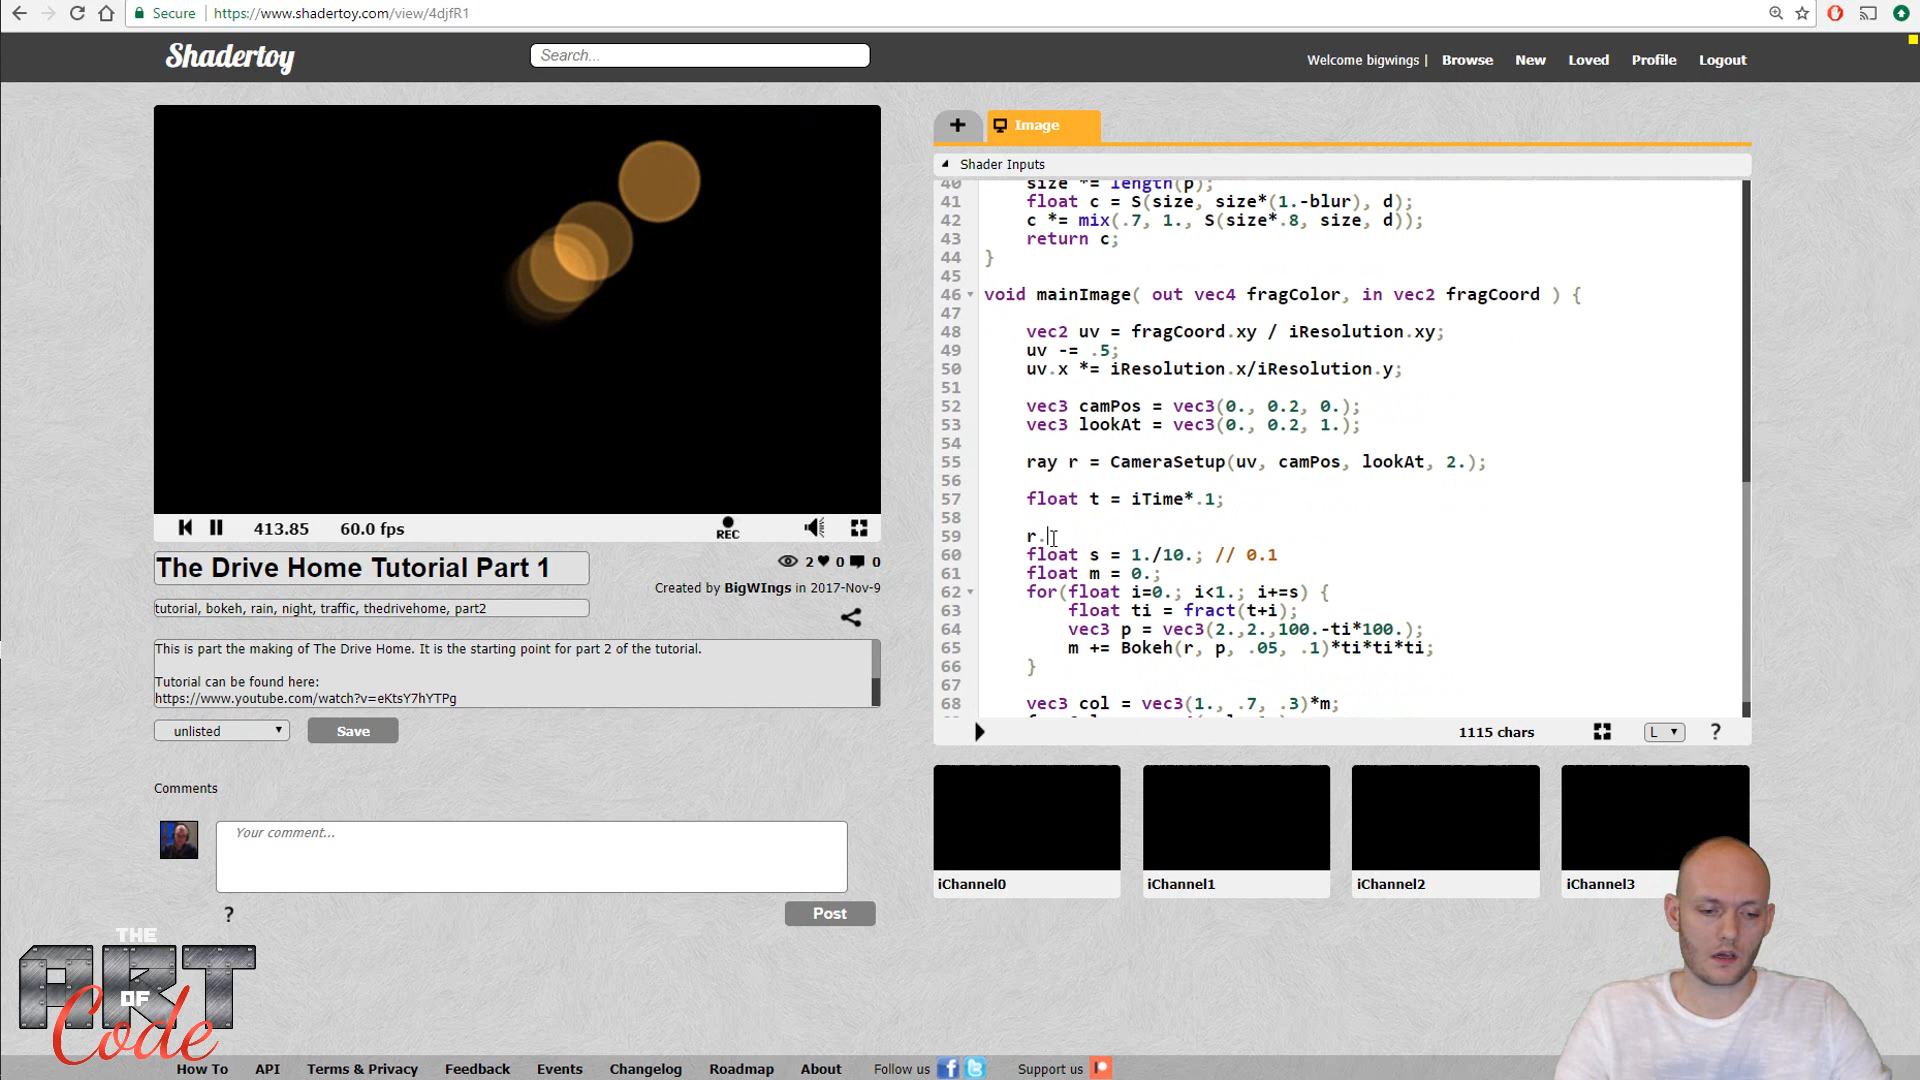 Secure
https://www.shadertoy.com/view/4djfR1
Shadertoy
Search...
Welcome bigwings | Browse New Loved Profile Logout
413.85 60.0 fps
REC
The Drive Home Tutorial Part 1
2 0 0
Created by BigWIngs in 2017-Nov-9
tutorial, bokeh, rain, night, traffic, thedrivehome, part2
This is part the making of The Drive Home. It is the starting point for part 2 of the tutorial.
Tutorial can be found here:
https://www.youtube.com/watch?v=eKtsY7hYTPg
unlisted
Save
Comments
Your comment...
?
Post
+
Image
Shader Inputs
40 size *= length(p);
41 float c = S(size, size*(1.-blur), d);
42 c *= mix(.7, 1., S(size*.8, size, d));
43 return c;
44 }
45
46 void mainImage( out vec4 fragColor, in vec2 fragCoord ) {
47
48 vec2 uv = fragCoord.xy / iResolution.xy;
49 uv -= .5;
50 uv.x *= iResolution.x/iResolution.y;
51
52 vec3 camPos = vec3(0., 0.2, 0.);
53 vec3 lookAt = vec3(0., 0.2, 1.);
54
55 ray r = CameraSetup(uv, camPos, lookAt, 2.);
56
57 float t = iTime*.1;
58
59 r.
60 float s = 1./10.; // 0.1
61 float m = 0.;
62 for(float i=0.; i<1.; i+=s) {
63 float ti = fract(t+i);
64 vec3 p = vec3(2.,2.,100.-ti*100.);
65 m += Bokeh(r, p, .05, .1)*ti*ti*ti;
66 }
67
68 vec3 col = vec3(1., .7, .3)*m;
1115 chars
L
?
iChannel0
iChannel1
iChannel2
iChannel3
THE
ART
OF
Code
How To API Terms & Privacy Feedback Events Changelog Roadmap About Follow us Support us